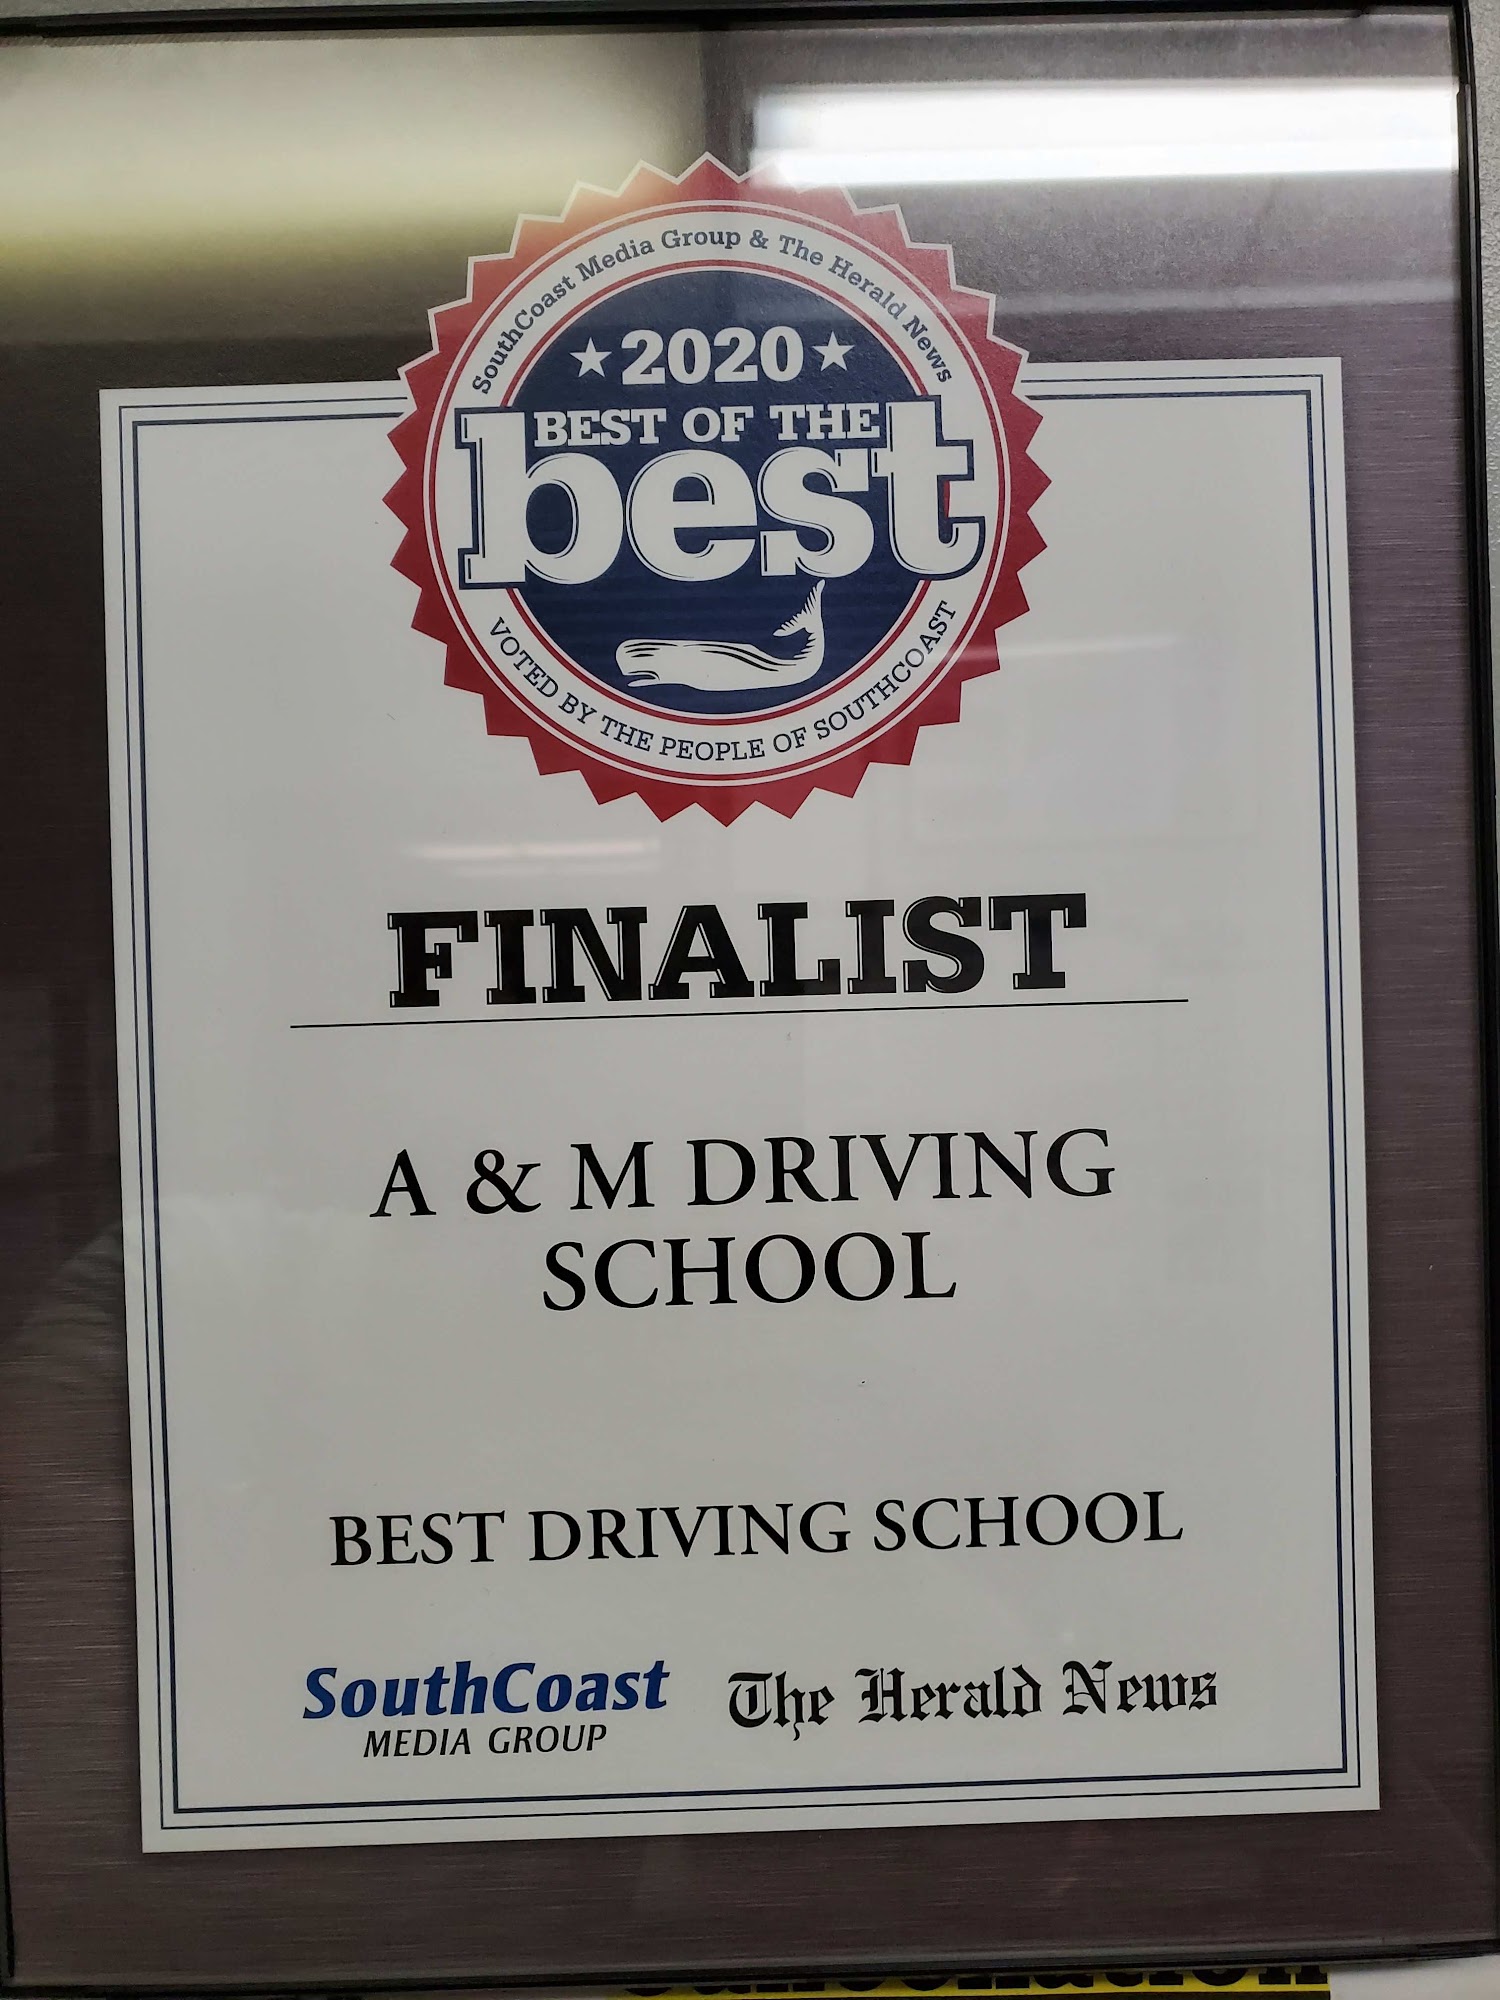 SouthCoast Media Group & The Herald News
2020
BEST OF THE
best
VOTED BY THE PEOPLE OF SOUTHCOAST
FINALIST
A & M DRIVING
SCHOOL
BEST DRIVING SCHOOL
SouthCoast
MEDIA GROUP
The Herald News